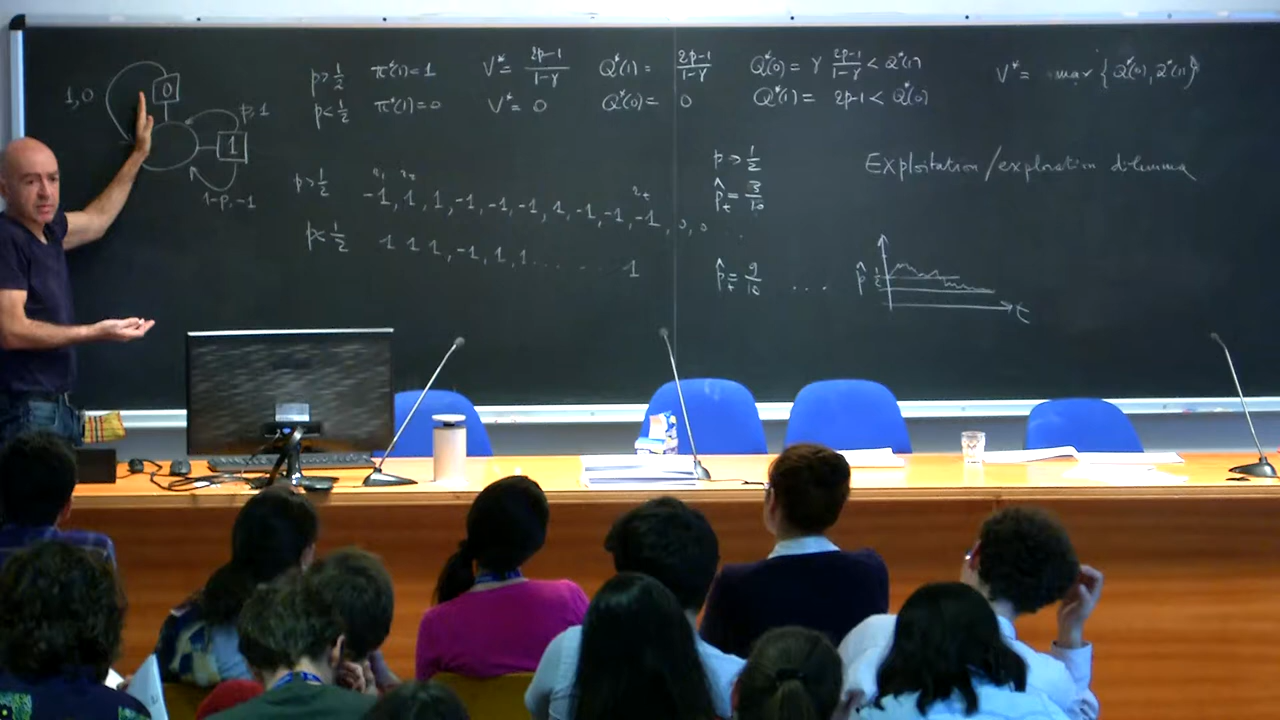 1,0
0
p,1
1
1-p,-1
p>1/2 π*(1)=1 V*= 2p-1/1-γ Q*(1)= 2p-1/1-γ Q*(0)= γ 2p-1/1-γ < Q*(1)
p<1/2 π*(1)=0 V*= 0 Q*(0)= 0 Q*(1)= 2p-1 < Q*(0)
V*= max {Q*(0), Q*(1)}
p>1/2 -1, 1, 1, -1, -1, -1, 1, -1, -1, -1, 0, 0
p<1/2 1 1 1, -1, 1, 1 ... ... 1
p>1/2
p̂t = 3/10
p̂t = 9/10 ....
Exploitation/exploration dilemma
p̂ 1/2
t